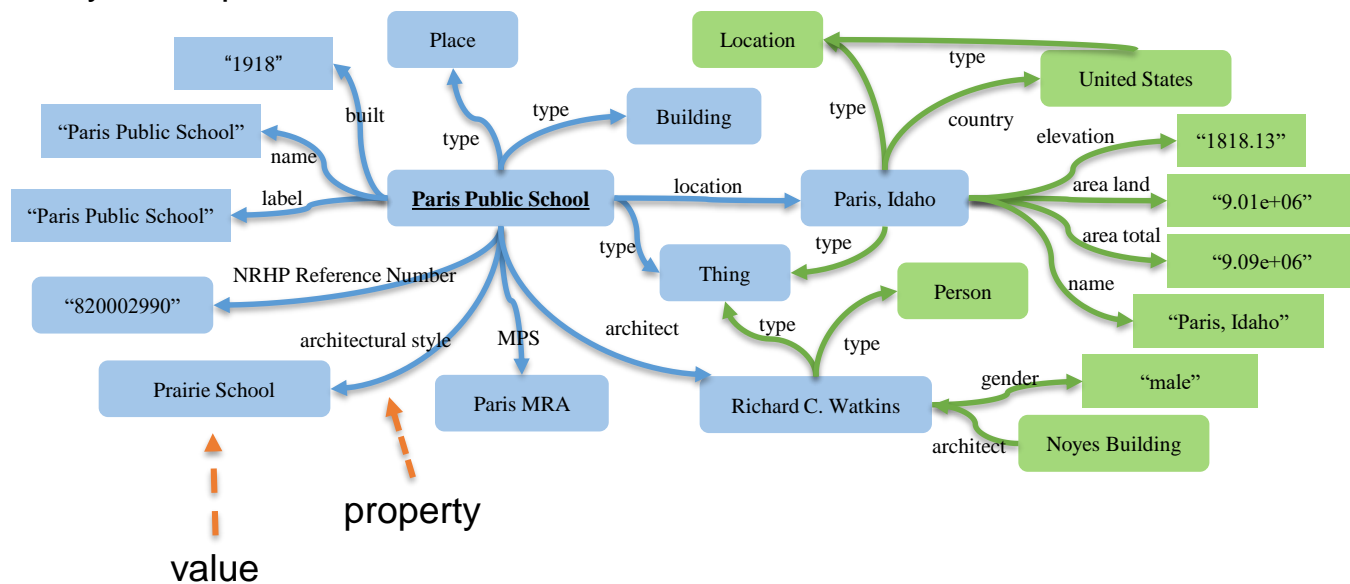 Place
Location
type
United States
“1918”
built
type
Building
type
type
country
“Paris Public School”
name
elevation
“1818.13”
label
“Paris Public School”
Paris Public School
location
Paris, Idaho
area land
“9.01e+06”
type
type
area total
“9.09e+06”
NRHP Reference Number
Thing
Person
name
“820002990”
“Paris, Idaho”
architectural style
MPS
architect
type
type
Prairie School
Paris MRA
Richard C. Watkins
gender
“male”
architect
Noyes Building
property
value